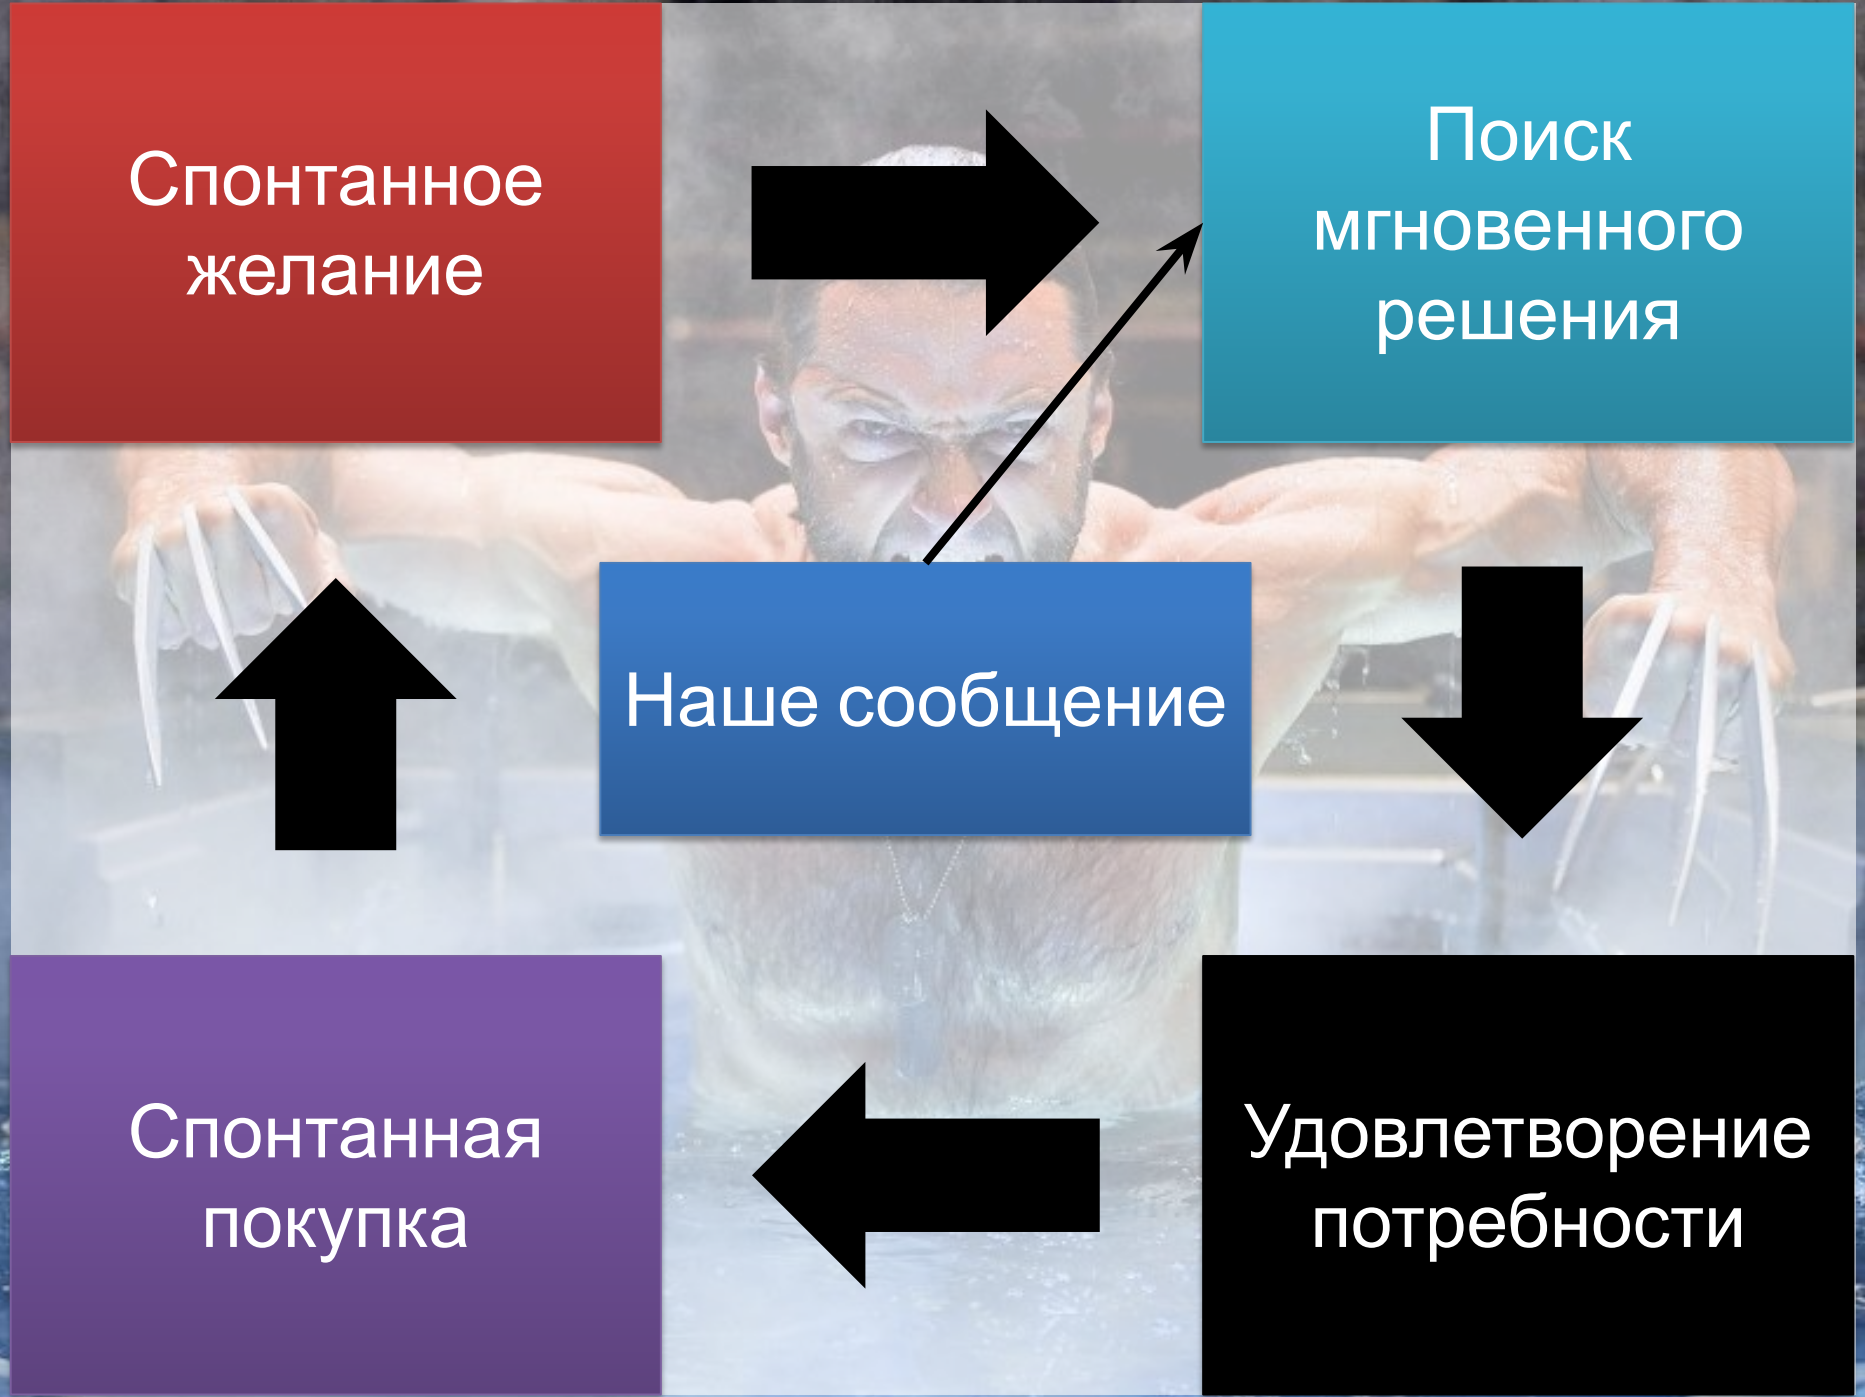 Спонтанное
желание
Поиск
мгновенного
решения
Наше сообщение
Спонтанная
покупка
Удовлетворение
потребности